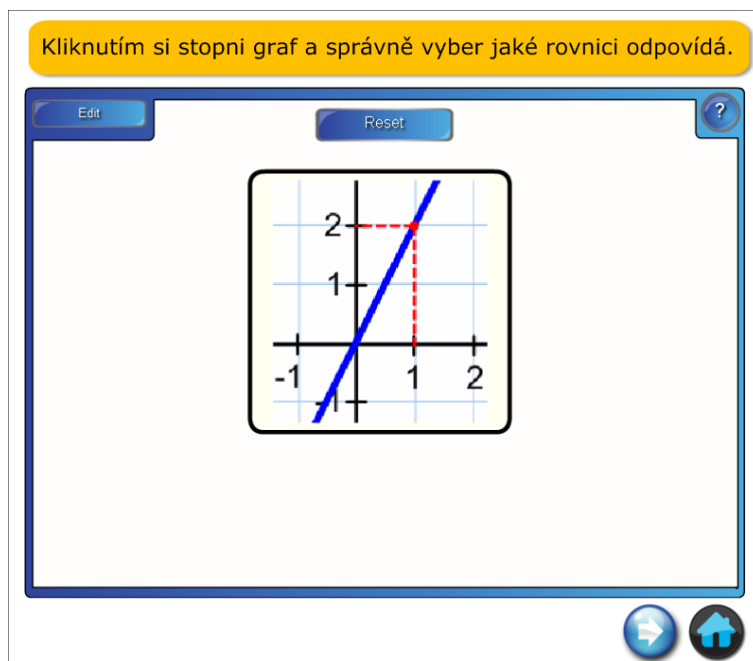 Kliknutím si stopni graf a správně vyber jaké rovnici odpovídá.
Edit
Reset
?
2
1
-1 1 2
-1